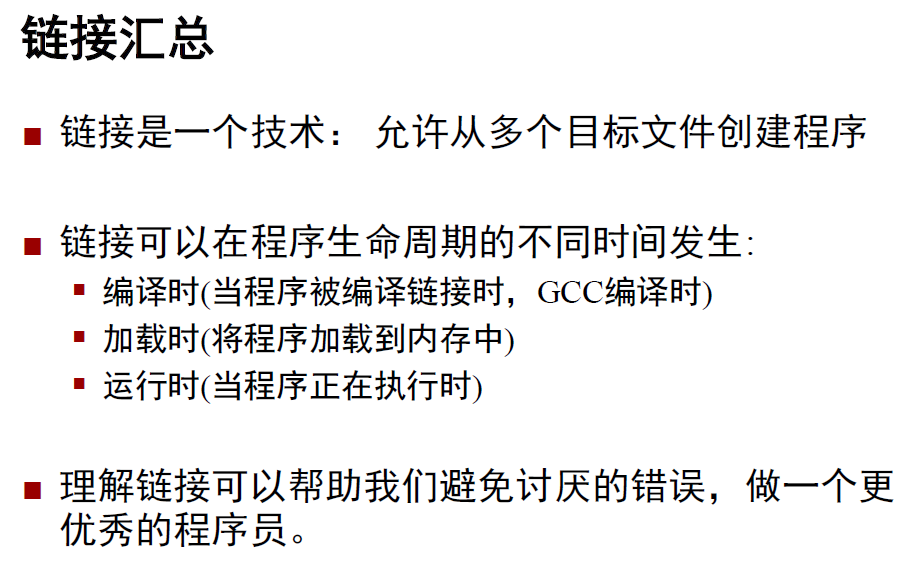 链接汇总
链接是一个技术： 允许从多个目标文件创建程序
链接可以在程序生命周期的不同时间发生:
编译时(当程序被编译链接时，GCC编译时)
加载时(将程序加载到内存中)
运行时(当程序正在执行时)
理解链接可以帮助我们避免讨厌的错误，做一个更
优秀的程序员。